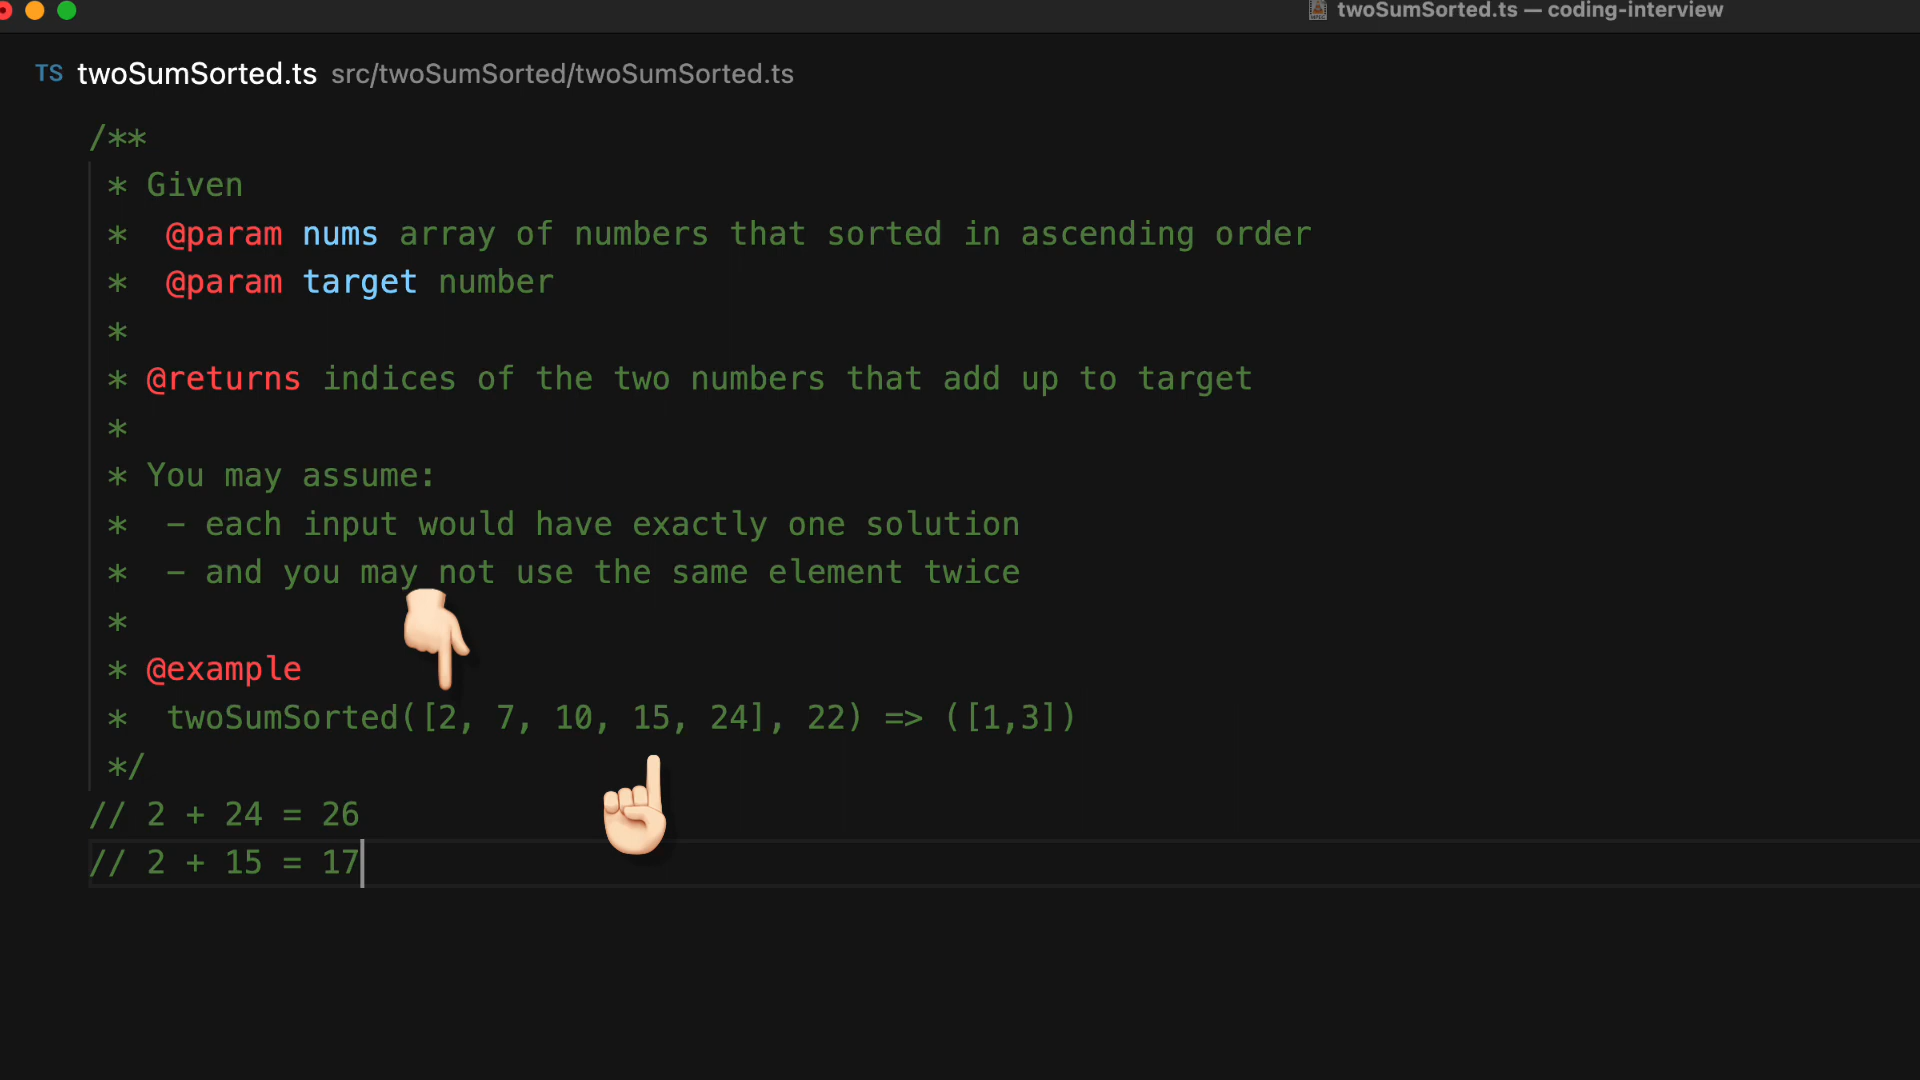 twoSumSorted.ts — coding-interview
TS twoSumSorted.ts src/twoSumSorted/twoSumSorted.ts
/**
* Given
* @param nums array of numbers that sorted in ascending order
* @param target number
*
* @returns indices of the two numbers that add up to target
*
* You may assume:
* - each input would have exactly one solution
* - and you may not use the same element twice
*
* @example
* twoSumSorted([2, 7, 10, 15, 24], 22) => ([1,3])
*/
// 2 + 24 = 26
// 2 + 15 = 17